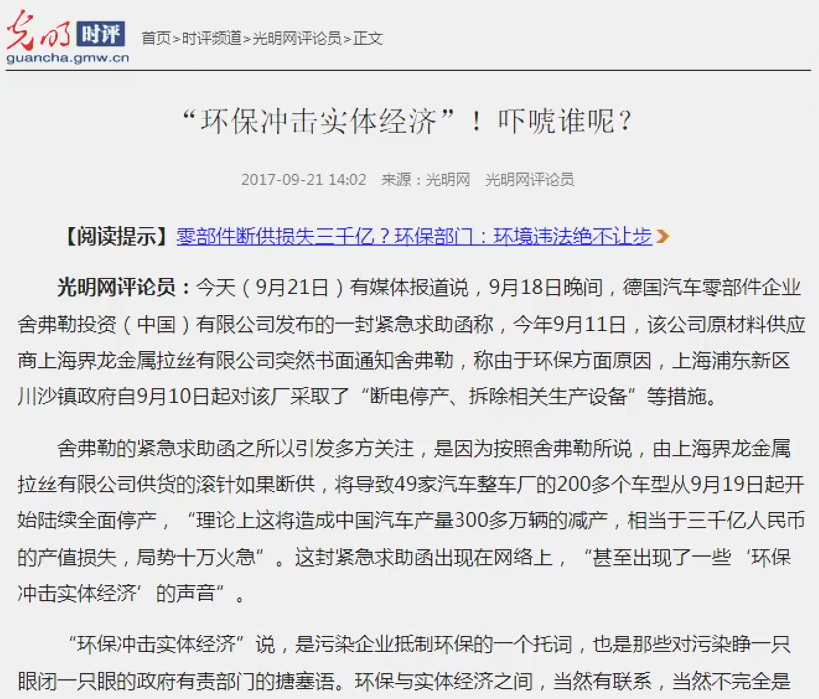 光明 时评
guancha.gmw.cn
首页>时评频道>光明网评论员>正文
“环保冲击实体经济”！吓唬谁呢？
2017-09-21 14:02 来源：光明网 光明网评论员
【阅读提示】零部件断供损失三千亿？环保部门：环境违法绝不让步
光明网评论员：今天（9月21日）有媒体报道说，9月18日晚间，德国汽车零部件企业
舍弗勒投资（中国）有限公司发布的一封紧急求助函称，今年9月11日，该公司原材料供应
商上海界龙金属拉丝有限公司突然书面通知舍弗勒，称由于环保方面原因，上海浦东新区
川沙镇政府自9月10日起对该厂采取了“断电停产、拆除相关生产设备”等措施。
舍弗勒的紧急求助函之所以引发多方关注，是因为按照舍弗勒所说，由上海界龙金属
拉丝有限公司供货的滚针如果断供，将导致49家汽车整车厂的200多个车型从9月19日起开
始陆续全面停产，“理论上这将造成中国汽车产量300多万辆的减产，相当于三千亿人民币
的产值损失，局势十万火急”。这封紧急求助函出现在网络上，“甚至出现了一些‘环保
冲击实体经济’的声音”。
“环保冲击实体经济”说，是污染企业抵制环保的一个托词，也是那些对污染睁一只
眼闭一只眼的政府有责部门的搪塞语。环保与实体经济之间，当然有联系，当然不完全是